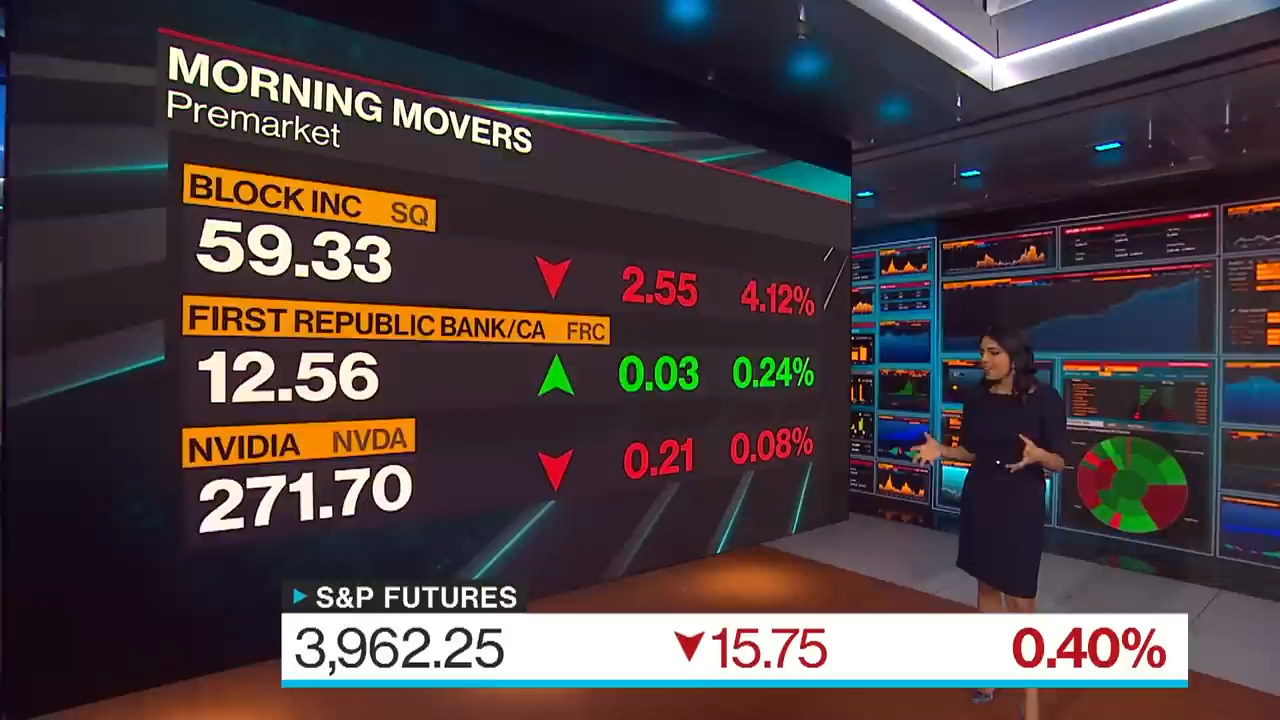 MORNING MOVERS
Premarket
BLOCK INC SQ
59.33 ▼ 2.55 4.12%
FIRST REPUBLIC BANK/CA FRC
12.56 ▲ 0.03 0.24%
NVIDIA NVDA
271.70 ▼ 0.21 0.08%
S&P FUTURES
3,962.25 ▼15.75 0.40%